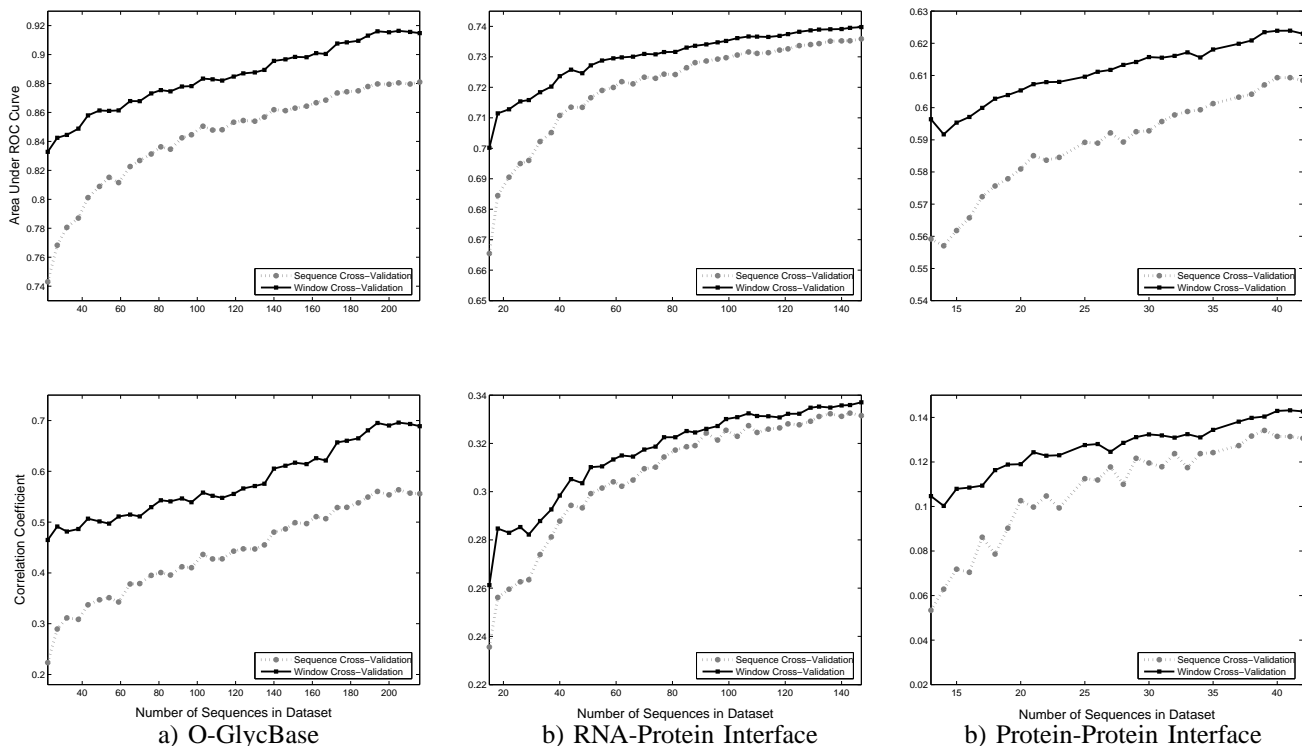 Area Under ROC Curve
0.92
0.9
0.88
0.86
0.84
0.82
0.8
0.78
0.76
0.74
40 60 80 100 120 140 160 180 200
Sequence Cross-Validation
Window Cross-Validation
0.74
0.73
0.72
0.71
0.7
0.69
0.68
0.67
0.66
0.65
20 40 60 80 100 120 140
Sequence Cross-Validation
Window Cross-Validation
0.63
0.62
0.61
0.6
0.59
0.58
0.57
0.56
0.55
0.54
15 20 25 30 35 40
Sequence Cross-Validation
Window Cross-Validation
Correlation Coefficient
0.7
0.6
0.5
0.4
0.3
0.2
40 60 80 100 120 140 160 180 200
Sequence Cross-Validation
Window Cross-Validation
Number of Sequences in Dataset
a) O-GlycBase
0.34
0.32
0.3
0.28
0.26
0.24
0.22
20 40 60 80 100 120 140
Sequence Cross-Validation
Window Cross-Validation
Number of Sequences in Dataset
b) RNA-Protein Interface
0.14
0.12
0.1
0.08
0.06
0.04
0.02
15 20 25 30 35 40
Sequence Cross-Validation
Window Cross-Validation
Number of Sequences in Dataset
b) Protein-Protein Interface